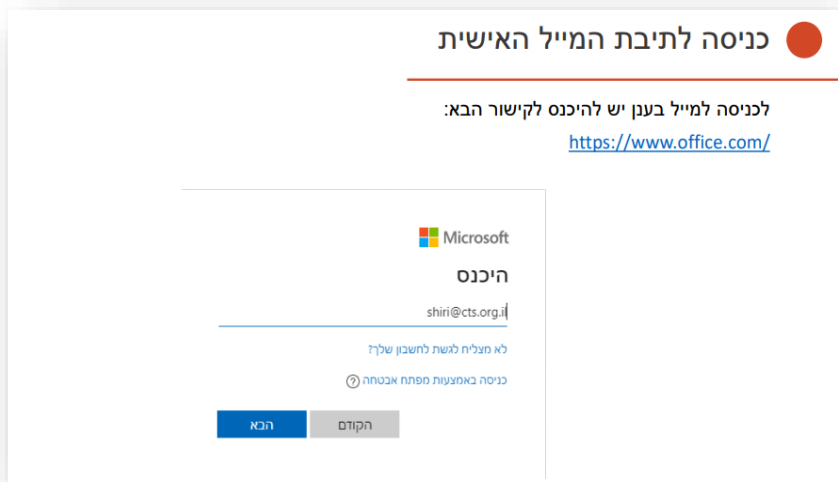 כניסה לתיבת המייל האישית
לכניסה למייל בענן יש להיכנס לקישור הבא:
https://www.office.com/
Microsoft
היכנס
shiri@cts.org.il
לא מצליח לגשת לחשבון שלך?
כניסה באמצעות מפתח אבטחה ?
הקודם
הבא